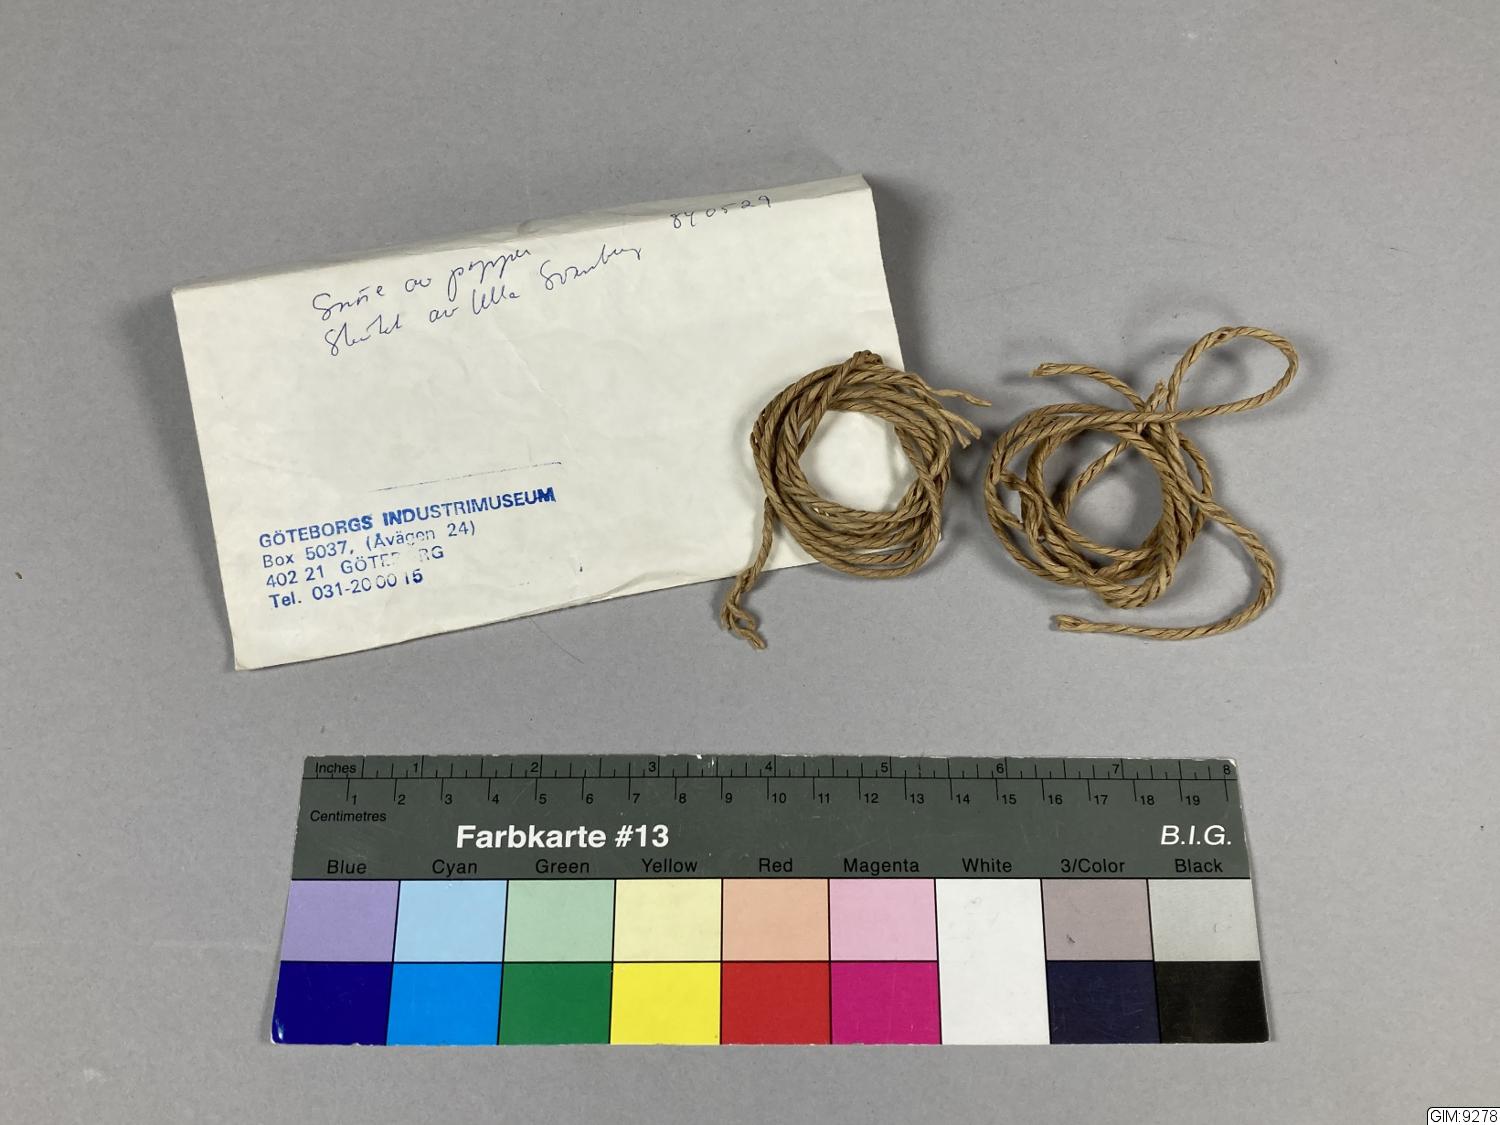 840529
Snöre av papper
Skänkt av Ulla Svanberg
GÖTEBORGS INDUSTRIMUSEUM
Box 5037, (Avägen 24)
402 21 GÖTE RG
Tel. 031-20 00 15
Inches 1 2 3 4 5 6 7 8
1 2 3 4 5 6 7 8 9 10 11 12 13 14 15 16 17 18 19
Centimetres
Farbkarte #13 B.I.G.
Blue Cyan Green Yellow Red Magenta White 3/Color Black
GIM:9278